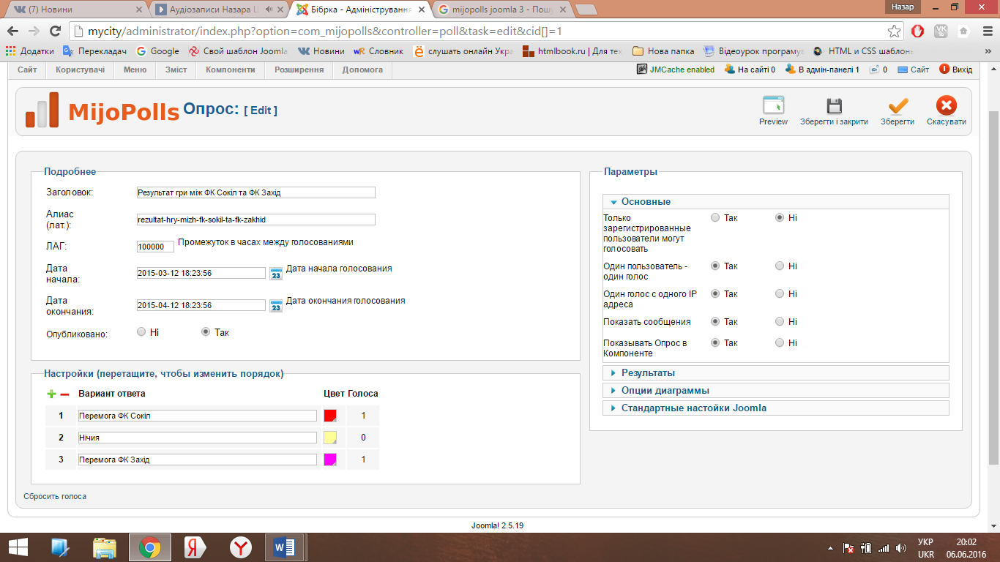 (7) Новини
Аудіозаписи Назара Ц
Бібрка - Адміністрування
mijopolls joomla 3 - Пошу
Назар
mycity/administrator/index.php?option=com_mijopolls&controller=poll&task=edit&cid[]=1
Додатки
Перекладач
Google
Свой шаблон Joomla
Новини
Словник
слушать онлайн Укра
htmlbook.ru | Для тех
Нова папка
Відеоурок програму
HTML и CSS шаблонь
»
Сайт
Користувачі
Меню
Зміст
Компоненти
Розширення
Допомога
JMCache enabled
На сайті 0
В адмін-панелі 1
0
Сайт
Вихід
MijoPolls
Опрос: [ Edit ]
Preview
Зберегти і закрити
Зберегти
Скасувати
Подробнее
Заголовок:
Результат гри між ФК Сокіл та ФК Захід
Алиас
(лат.):
rezultat-hry-mizh-fk-sokil-ta-fk-zakhid
ЛАГ:
100000
Промежуток в часах между голосованиями
Дата
начала:
2015-03-12 18:23:56
23
Дата начала голосования
Дата
окончания:
2015-04-12 18:23:56
23
Дата окончания голосования
Опубликовано:
Ні
Так
Настройки (перетащите, чтобы изменить порядок)
Вариант ответа
Цвет
Голоса
1
Перемога ФК Сокіл
1
2
Нічия
0
3
Перемога ФК Захід
1
Сбросить голоса
Параметры
Основные
Только
зарегистрированные
пользователи могут
голосовать
Так
Ні
Один пользователь -
один голос
Так
Ні
Один голос с одного IP
адреса
Так
Ні
Показать сообщения
Так
Ні
Показывать Опрос в
Компоненте
Так
Ні
Результаты
Опции диаграммы
Стандартные настойки Joomla
Joomla! 2.5.19
УКР
UKR
20:02
06.06.2016